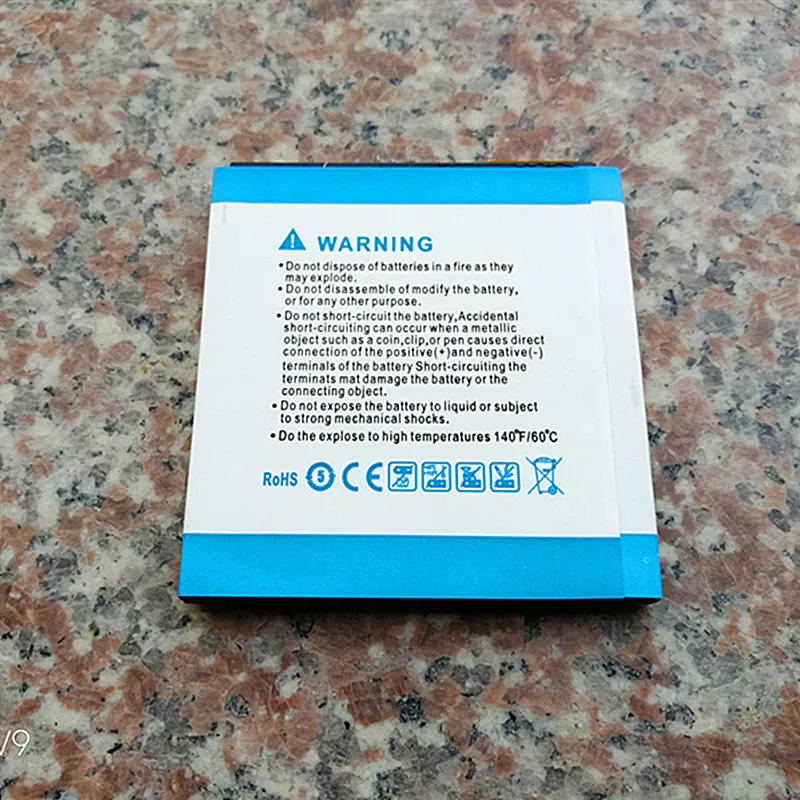 WARNING
•Do not dispose of batteries in a fire as they
may explode.
•Do not disassemble of modify the battery,
or for any other purpose.
•Do not short-circuit the battery,Accidental
short-circuiting can occur when a metallic
object such as a coin,clip,or pen causes direct
connection of the positive(+)and negative(-)
terminals of the battery Short-circuiting the
terminats mat damage the battery or the
connecting object.
•Do not expose the battery to liquid or subject
to strong mechanical shocks.
•Do the explose to high temperatures 140°F/60°C
RoHS 5 CE
/9